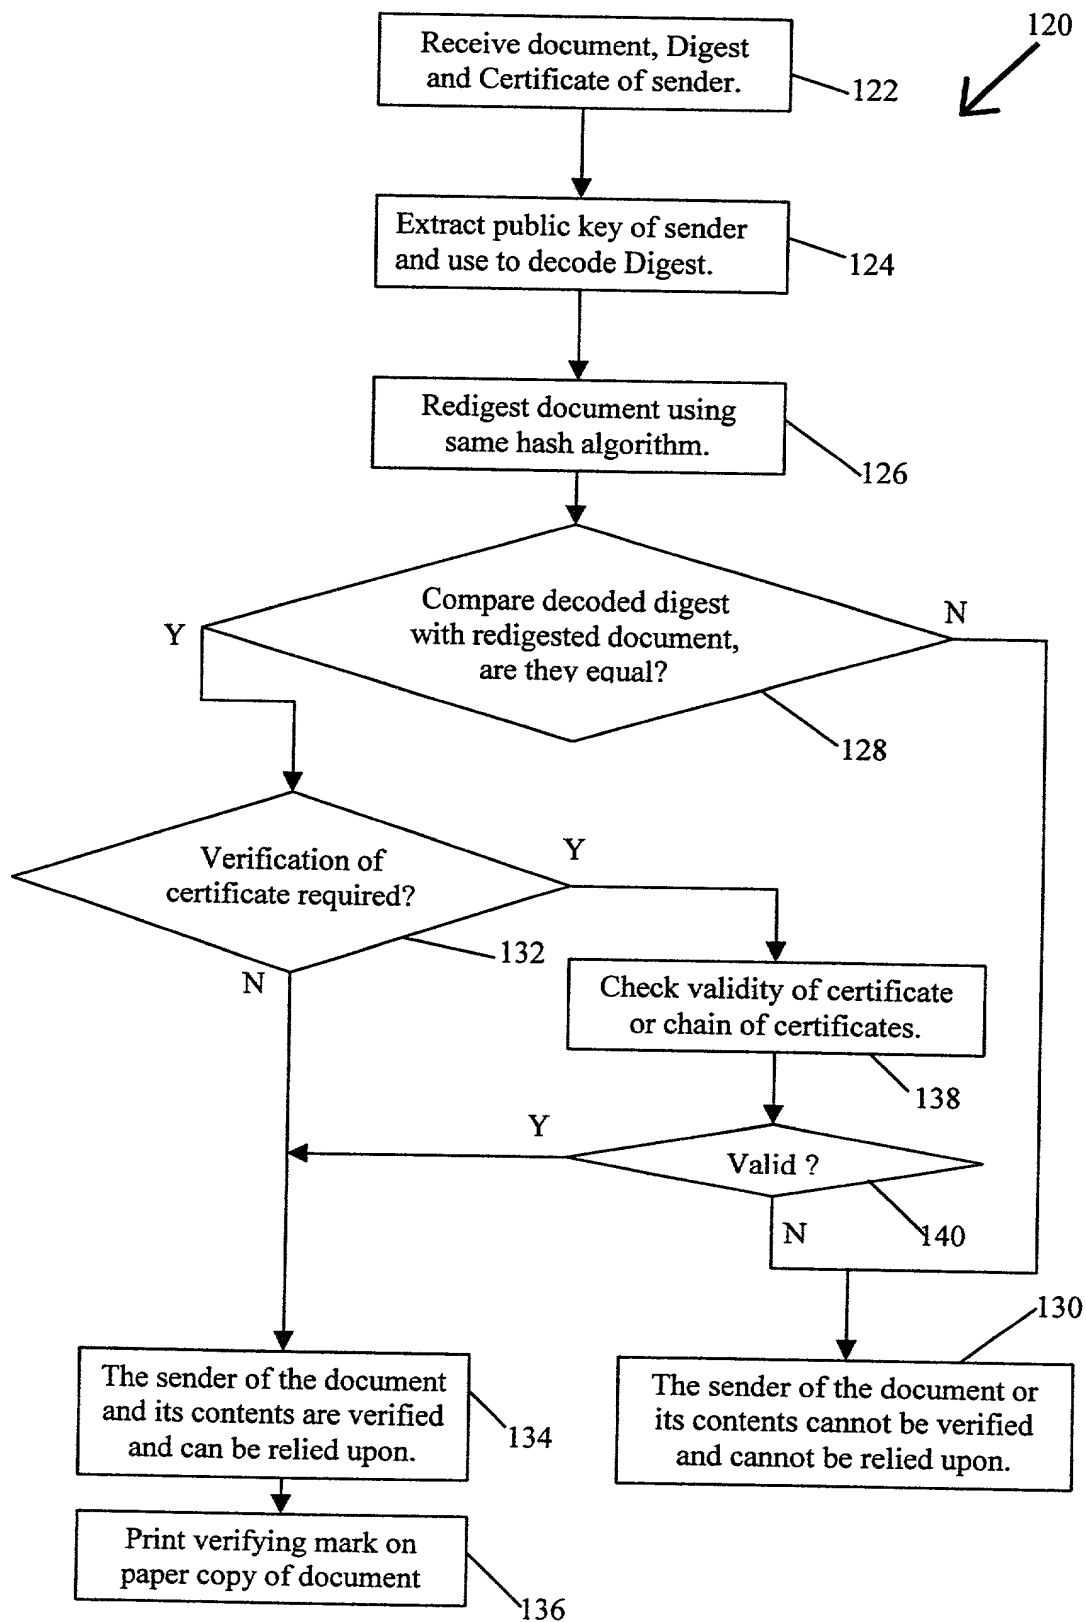 120
Receive document, Digest
and Certificate of sender.
122
Extract public key of sender
and use to decode Digest.
124
Redigest document using
same hash algorithm.
126
Compare decoded digest
with redigested document,
are they equal?
Y
N
128
Verification of
certificate required?
Y
132
N
Check validity of certificate
or chain of certificates.
138
Y
Valid ?
140
N
130
The sender of the document
and its contents are verified
and can be relied upon.
134
The sender of the document or
its contents cannot be verified
and cannot be relied upon.
Print verifying mark on
paper copy of document
136